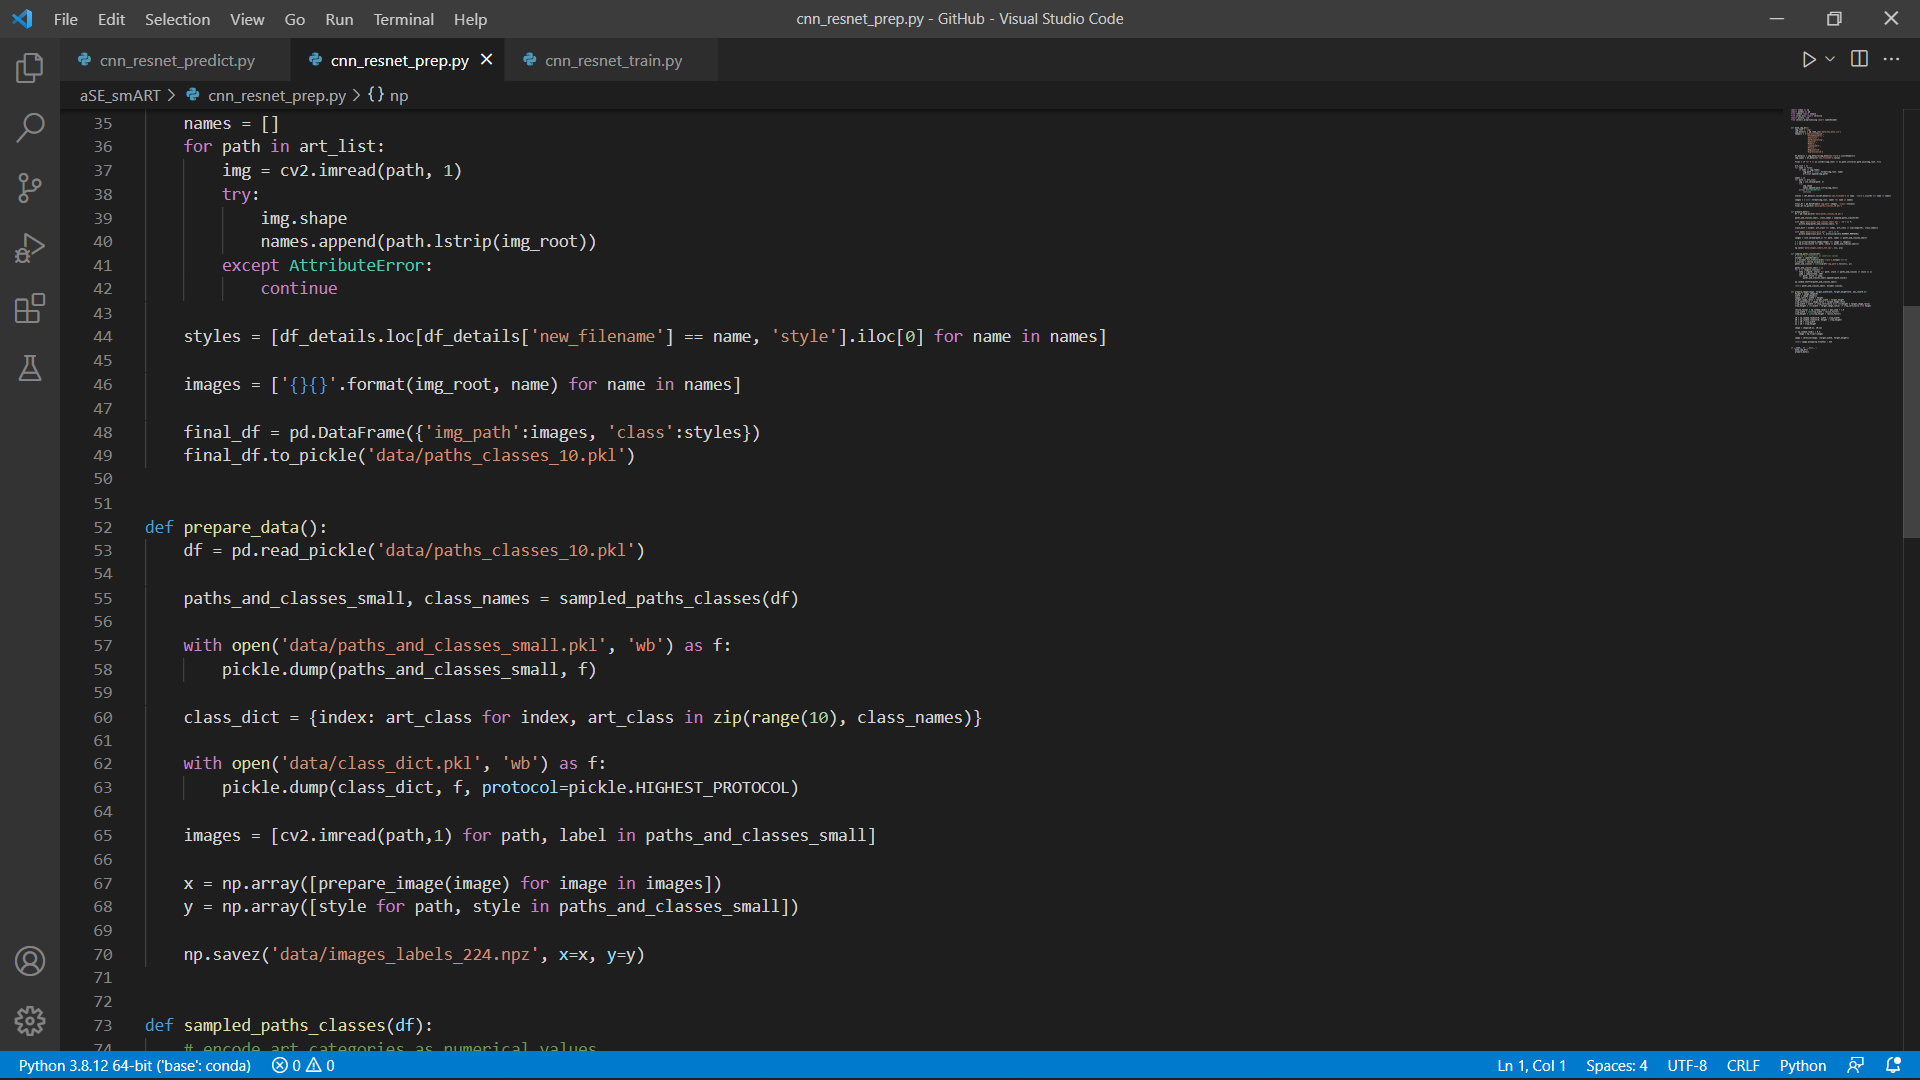 File Edit Selection View Go Run Terminal Help
cnn_resnet_prep.py - GitHub - Visual Studio Code
cnn_resnet_predict.py
cnn_resnet_prep.py
cnn_resnet_train.py
aSE_smART > cnn_resnet_prep.py > {} np
35 names = []
36 for path in art_list:
37 img = cv2.imread(path, 1)
38 try:
39 img.shape
40 names.append(path.lstrip(img_root))
41 except AttributeError:
42 continue
43
44 styles = [df_details.loc[df_details['new_filename'] == name, 'style'].iloc[0] for name in names]
45
46 images = ['{}{}'.format(img_root, name) for name in names]
47
48 final_df = pd.DataFrame({'img_path':images, 'class':styles})
49 final_df.to_pickle('data/paths_classes_10.pkl')
50
51
52 def prepare_data():
53 df = pd.read_pickle('data/paths_classes_10.pkl')
54
55 paths_and_classes_small, class_names = sampled_paths_classes(df)
56
57 with open('data/paths_and_classes_small.pkl', 'wb') as f:
58 pickle.dump(paths_and_classes_small, f)
59
60 class_dict = {index: art_class for index, art_class in zip(range(10), class_names)}
61
62 with open('data/class_dict.pkl', 'wb') as f:
63 pickle.dump(class_dict, f, protocol=pickle.HIGHEST_PROTOCOL)
64
65 images = [cv2.imread(path,1) for path, label in paths_and_classes_small]
66
67 x = np.array([prepare_image(image) for image in images])
68 y = np.array([style for path, style in paths_and_classes_small])
69
70 np.savez('data/images_labels_224.npz', x=x, y=y)
71
72
73 def sampled_paths_classes(df):
74 # encode art categories as numerical values
Python 3.8.12 64-bit ('base': conda) 0 0 Ln 1, Col 1 Spaces: 4 UTF-8 CRLF Python